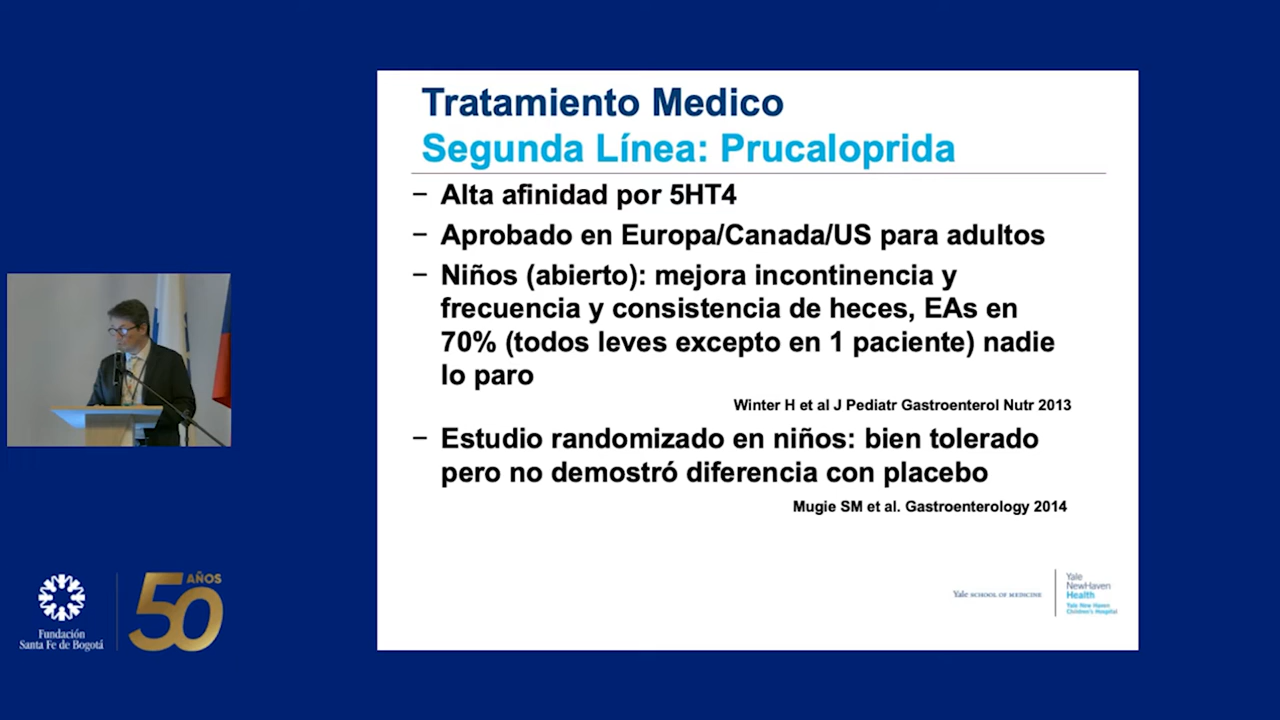 Tratamiento Medico
Segunda Línea: Prucaloprida
– Alta afinidad por 5HT4
– Aprobado en Europa/Canada/US para adultos
– Niños (abierto): mejora incontinencia y
frecuencia y consistencia de heces, EAs en
70% (todos leves excepto en 1 paciente) nadie
lo paro
Winter H et al J Pediatr Gastroenterol Nutr 2013
– Estudio randomizado en niños: bien tolerado
pero no demostró diferencia con placebo
Mugie SM et al. Gastroenterology 2014
Yale SCHOOL OF MEDICINE
Yale
NewHaven
Health
Yale New Haven
Children's Hospital
Fundación
Santa Fe de Bogotá
50 AÑOS